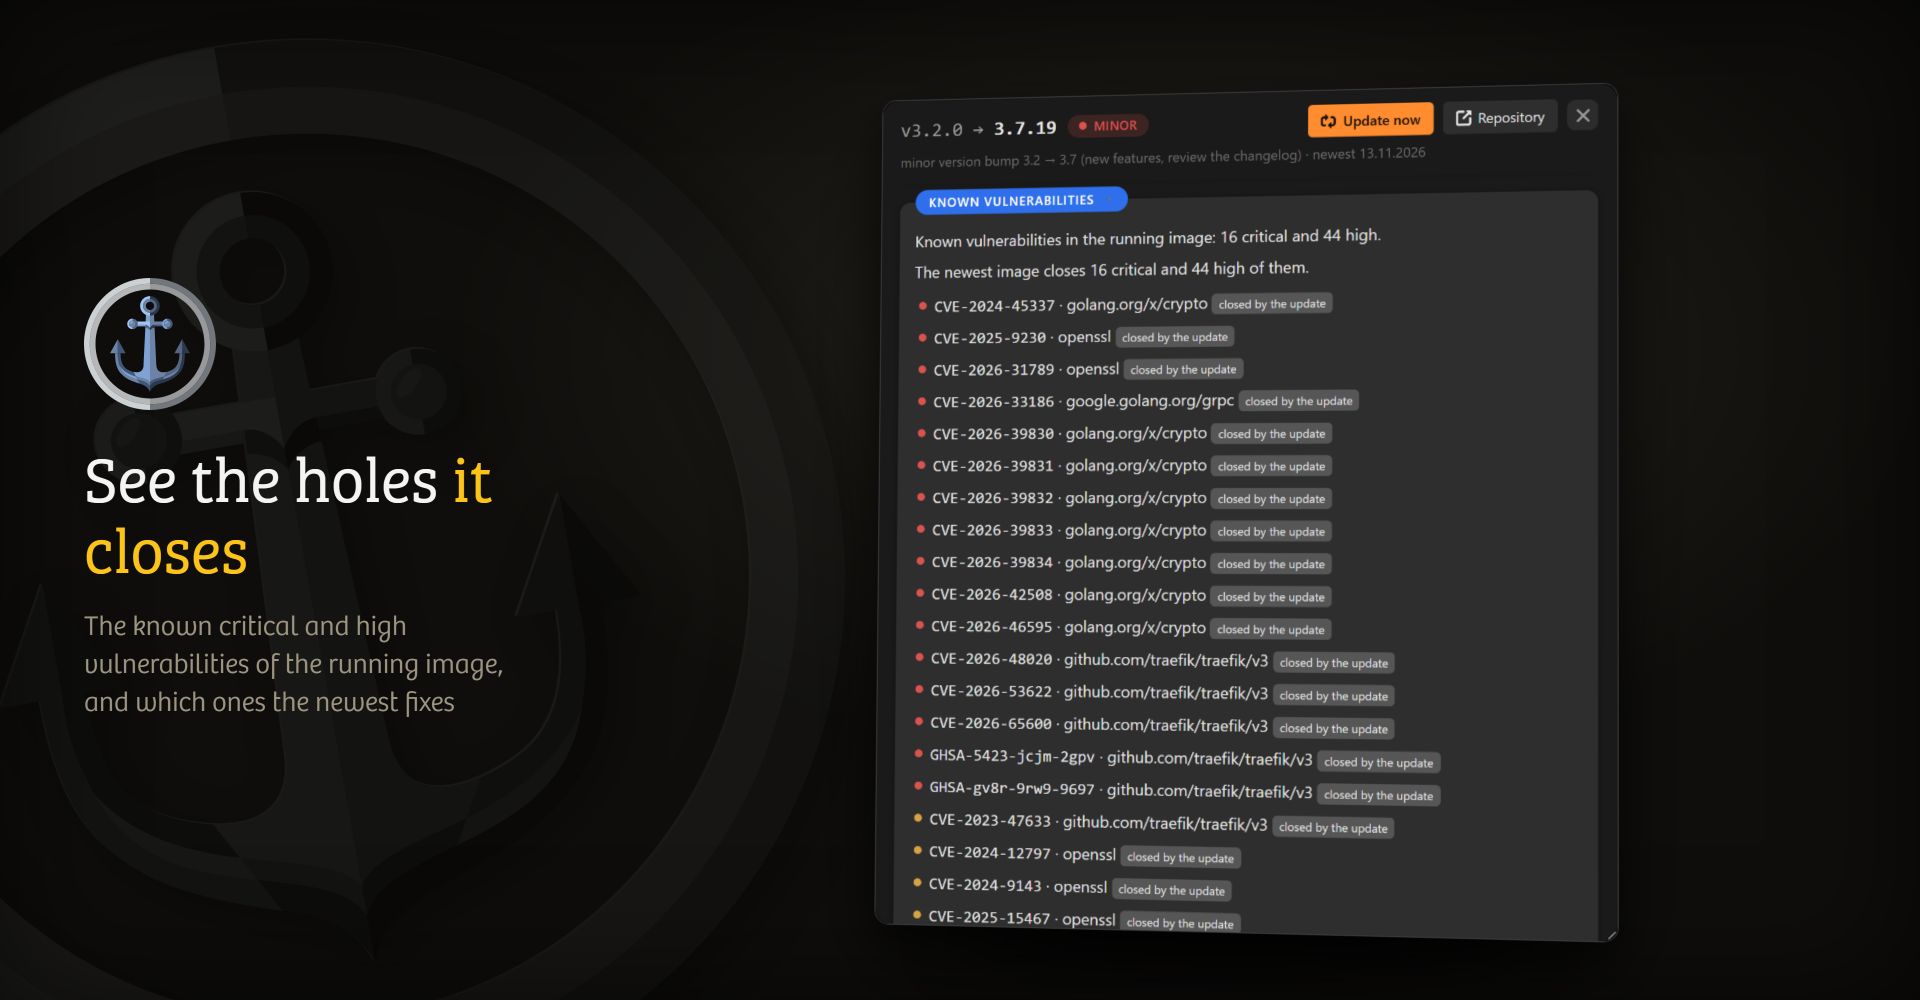 See the holes it
closes
The known critical and high
vulnerabilities of the running image,
and which ones the newest fixes
v3.2.0 → 3.7.19 MINOR
Update now
Repository
minor version bump 3.2 → 3.7 (new features, review the changelog) · newest 13.11.2026
KNOWN VULNERABILITIES
Known vulnerabilities in the running image: 16 critical and 44 high.
The newest image closes 16 critical and 44 high of them.
CVE-2024-45337 · golang.org/x/crypto closed by the update
CVE-2025-9230 · openssl closed by the update
CVE-2026-31789 · openssl closed by the update
CVE-2026-33186 · google.golang.org/grpc closed by the update
CVE-2026-39830 · golang.org/x/crypto closed by the update
CVE-2026-39831 · golang.org/x/crypto closed by the update
CVE-2026-39832 · golang.org/x/crypto closed by the update
CVE-2026-39833 · golang.org/x/crypto closed by the update
CVE-2026-39834 · golang.org/x/crypto closed by the update
CVE-2026-42508 · golang.org/x/crypto closed by the update
CVE-2026-46595 · golang.org/x/crypto closed by the update
CVE-2026-48020 · github.com/traefik/traefik/v3 closed by the update
CVE-2026-53622 · github.com/traefik/traefik/v3 closed by the update
CVE-2026-65600 · github.com/traefik/traefik/v3 closed by the update
GHSA-5423-jcjm-2gpv · github.com/traefik/traefik/v3 closed by the update
GHSA-gv8r-9rw9-9697 · github.com/traefik/traefik/v3 closed by the update
CVE-2023-47633 · github.com/traefik/traefik/v3 closed by the update
CVE-2024-12797 · openssl closed by the update
CVE-2024-9143 · openssl closed by the update
CVE-2025-15467 · openssl closed by the update